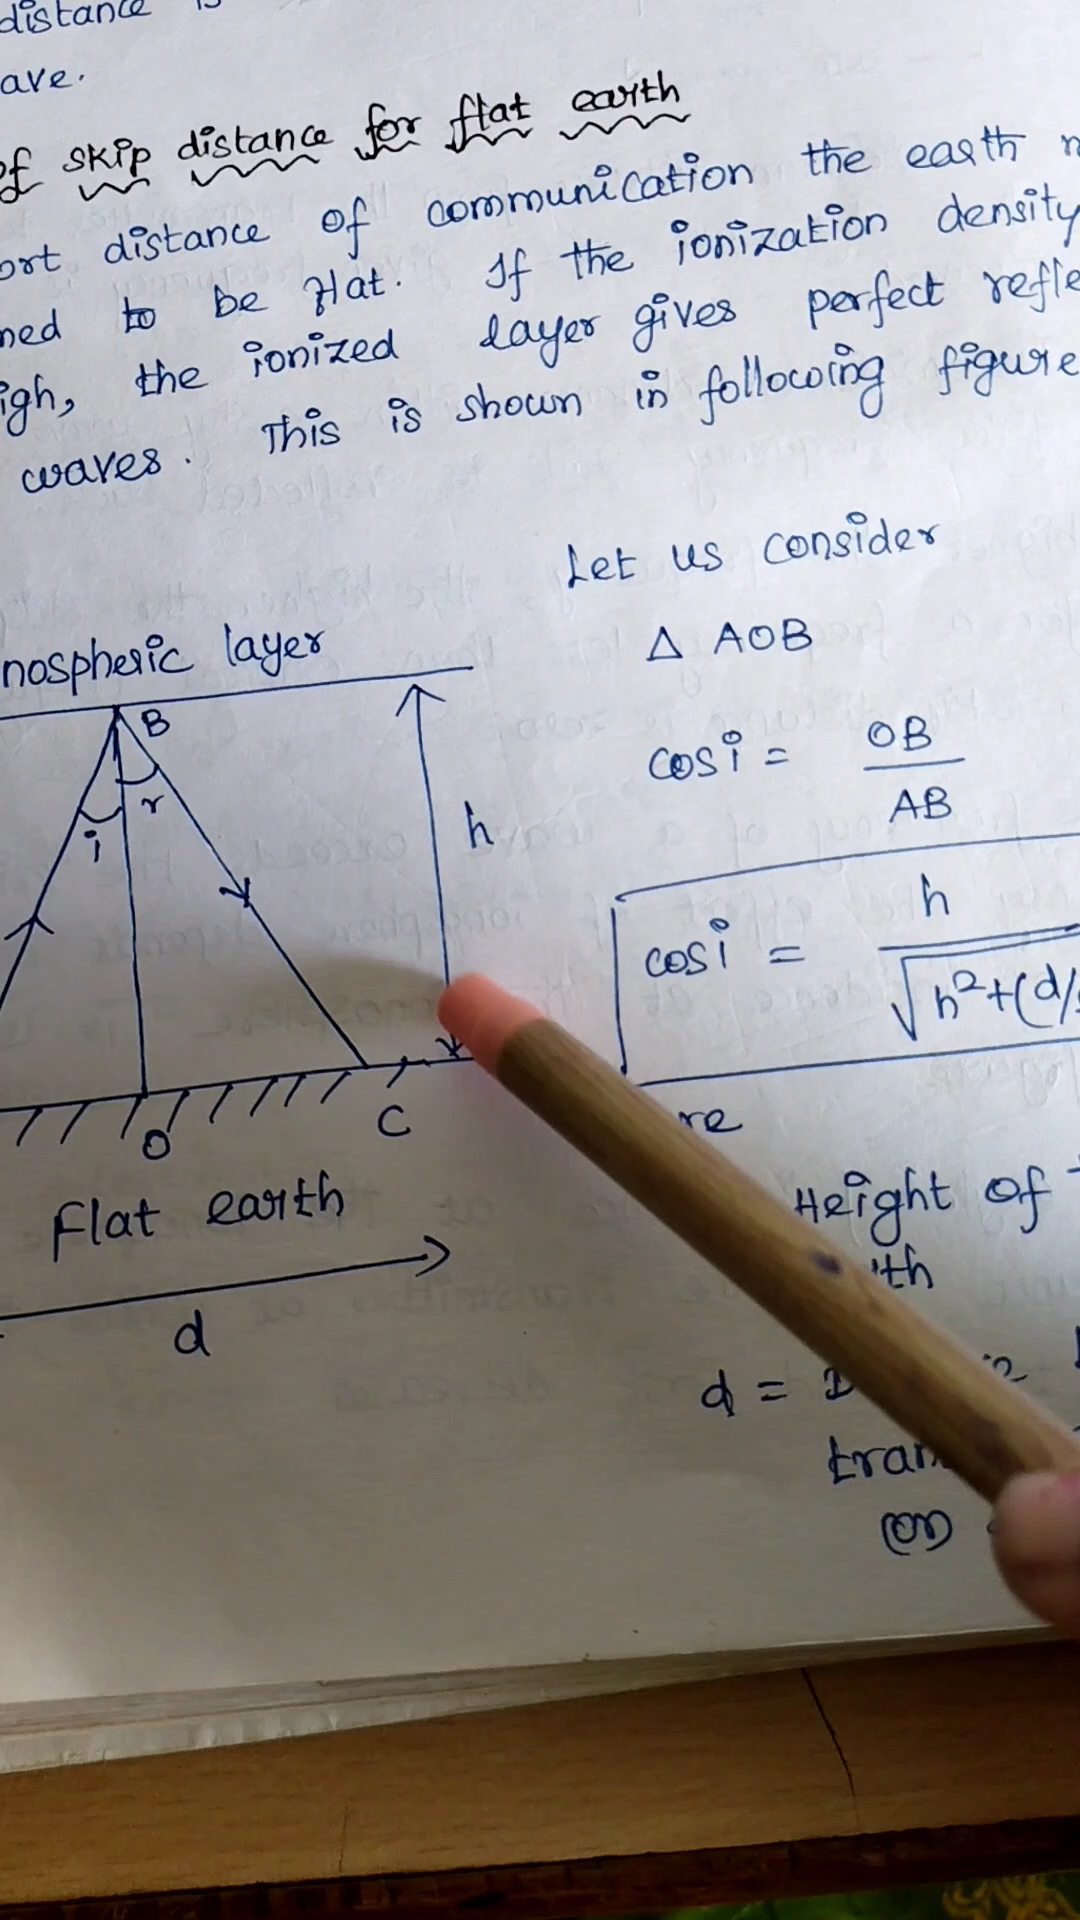 distance is
ave.
of skip distance for flat earth
ort distance of communication the earth
ned to be flat. If the ionization density
igh, the ionized layer gives perfect refle
waves. This is shown in following figure
Let us consider
Δ AOB
nospheric layer
B
cos i = OB / AB
r
i
h
cos i = h / √h²+(d/
O
C
re
Flat earth
Height of
th
d
d =
tran
(or)